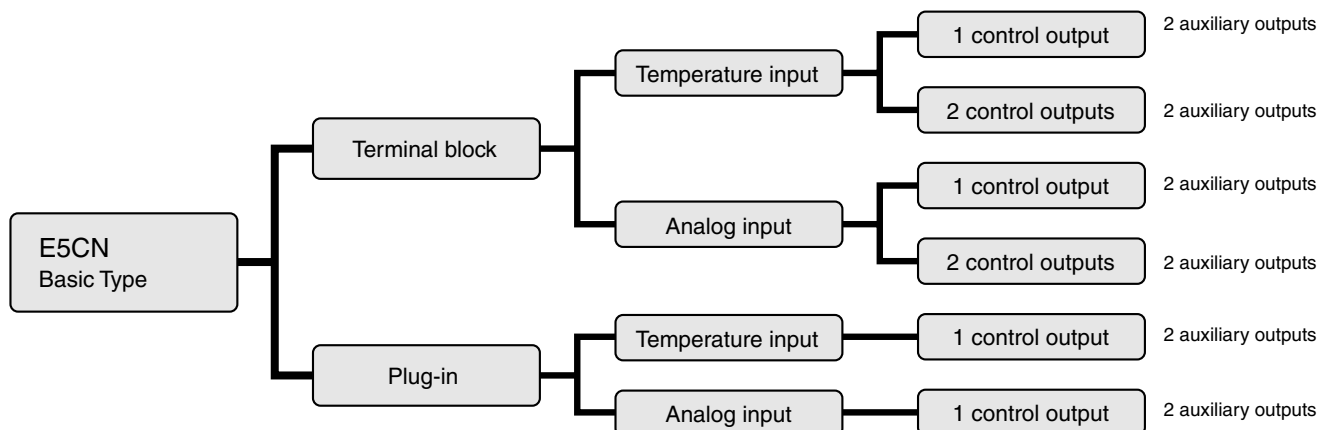 E5CN
Basic Type
Terminal block
Temperature input
1 control output
2 auxiliary outputs
2 control outputs
2 auxiliary outputs
Analog input
1 control output
2 auxiliary outputs
2 control outputs
2 auxiliary outputs
Plug-in
Temperature input
1 control output
2 auxiliary outputs
Analog input
1 control output
2 auxiliary outputs